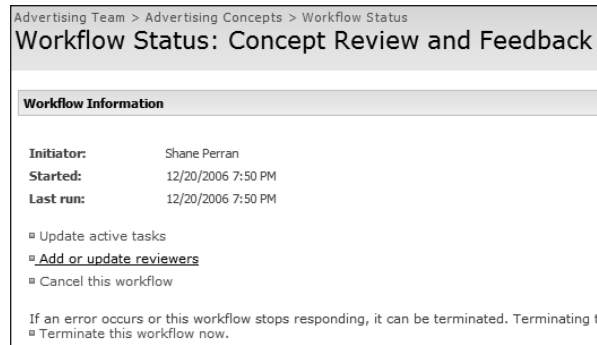 Advertising Team > Advertising Concepts > Workflow Status
Workflow Status: Concept Review and Feedback
Workflow Information
Initiator: Shane Perran
Started: 12/20/2006 7:50 PM
Last run: 12/20/2006 7:50 PM
Update active tasks
Add or update reviewers
Cancel this workflow
If an error occurs or this workflow stops responding, it can be terminated. Terminating
Terminate this workflow now.